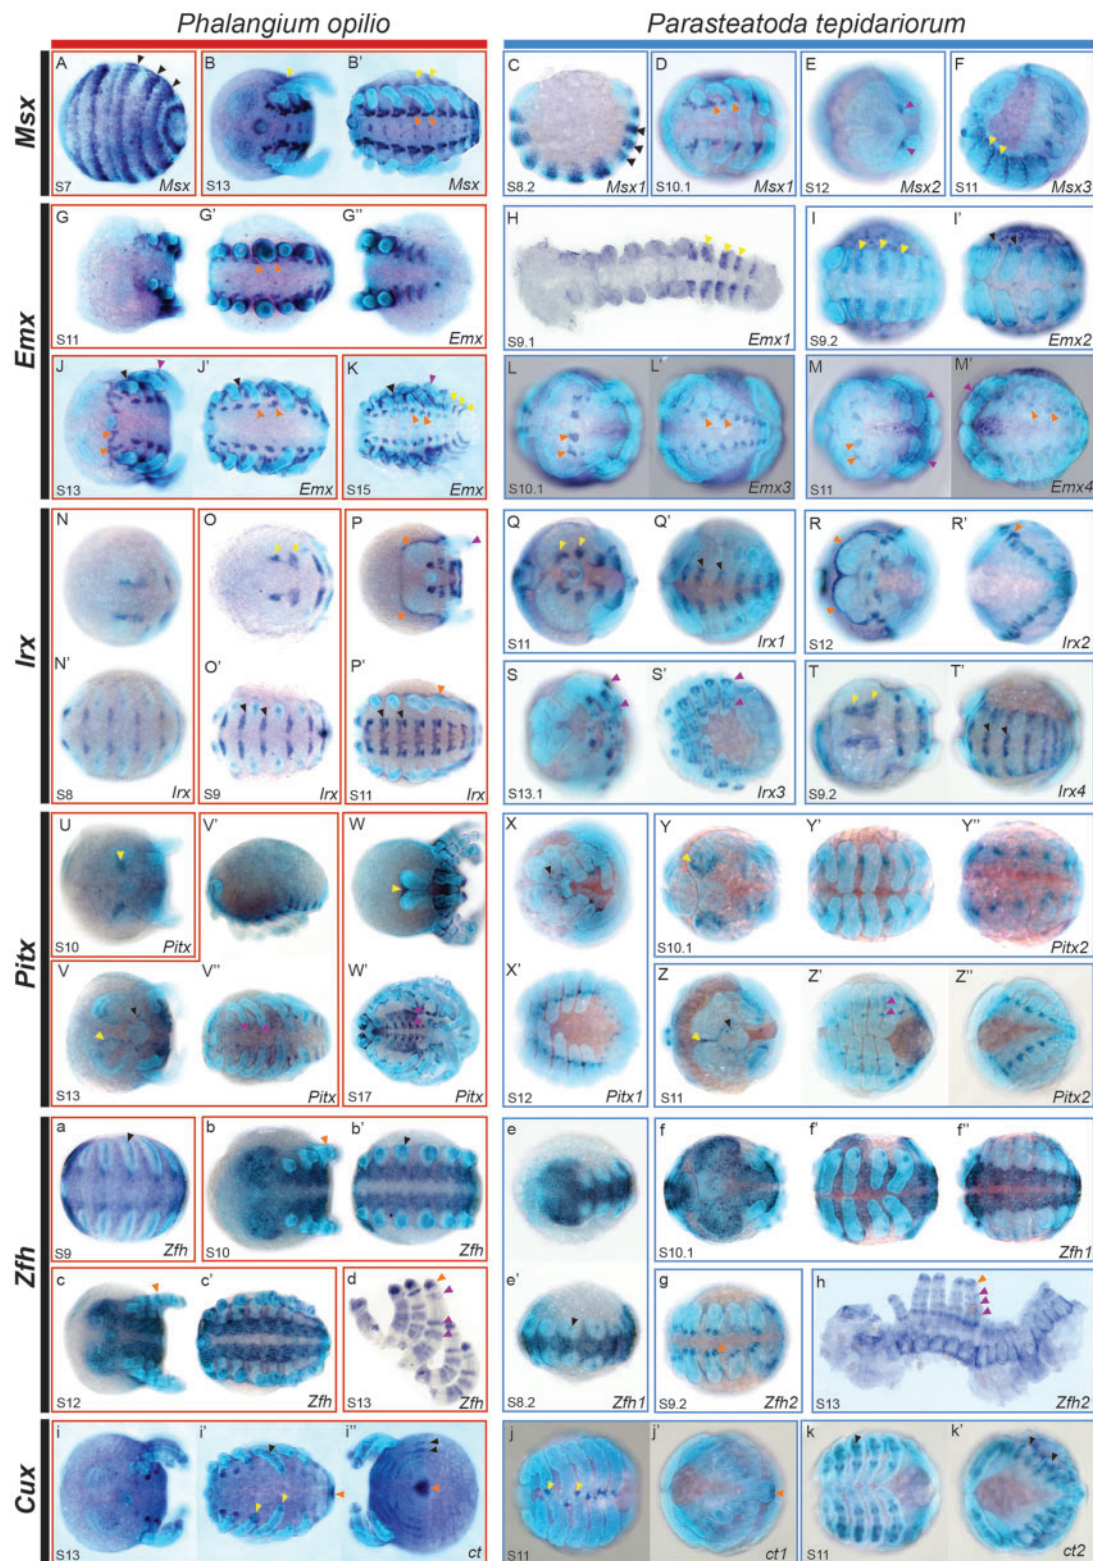 Phalangium opilio
Parasteatoda tepidariorum
Msx
A
S7
Msx
B
B'
S13
Msx
C
S8.2
Msx1
D
S10.1
Msx1
E
S12
Msx2
F
S11
Msx3
Emx
G
G'
G''
S11
Emx
H
S9.1
Emx1
I
I'
S9.2
Emx2
J
J'
S13
Emx
K
S15
Emx
L
L'
S10.1
Emx3
M
M'
S11
Emx4
Irx
N
N'
S8
Irx
O
O'
S9
Irx
P
P'
S11
Irx
Q
Q'
S11
Irx1
R
R'
S12
Irx2
S
S'
S13.1
Irx3
T
T'
S9.2
Irx4
Pitx
U
S10
Pitx
V'
V
V''
S13
Pitx
W
W'
S17
Pitx
X
X'
S12
Pitx1
Y
Y'
Y''
S10.1
Pitx2
Z
Z'
Z''
S11
Pitx2
Zfh
a
S9
Zfh
b
b'
S10
Zfh
c
c'
S12
Zfh
d
S13
Zfh
e
e'
S8.2
Zfh1
f
f'
f''
S10.1
Zfh1
g
S9.2
Zfh2
h
S13
Zfh2
Cux
i
i'
i''
S13
ct
j
j'
S11
ct1
k
k'
S11
ct2